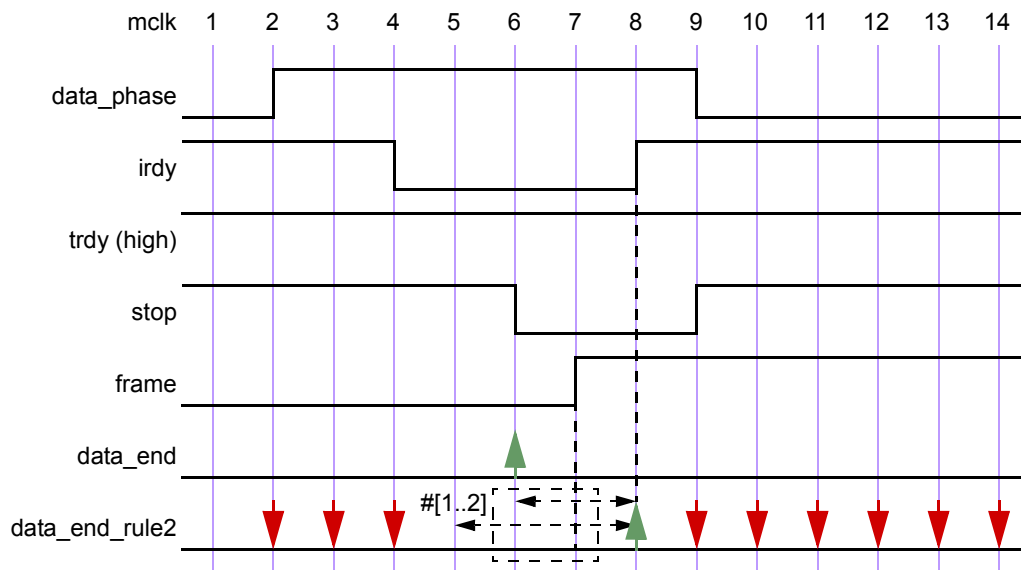 mclk 1 2 3 4 5 6 7 8 9 10 11 12 13 14
data_phase
irdy
trdy (high)
stop
frame
data_end
#[1..2]
data_end_rule2